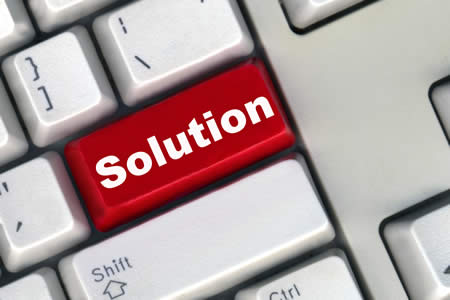 }
]
|
\
"
'
Solution
Shift
Ctrl